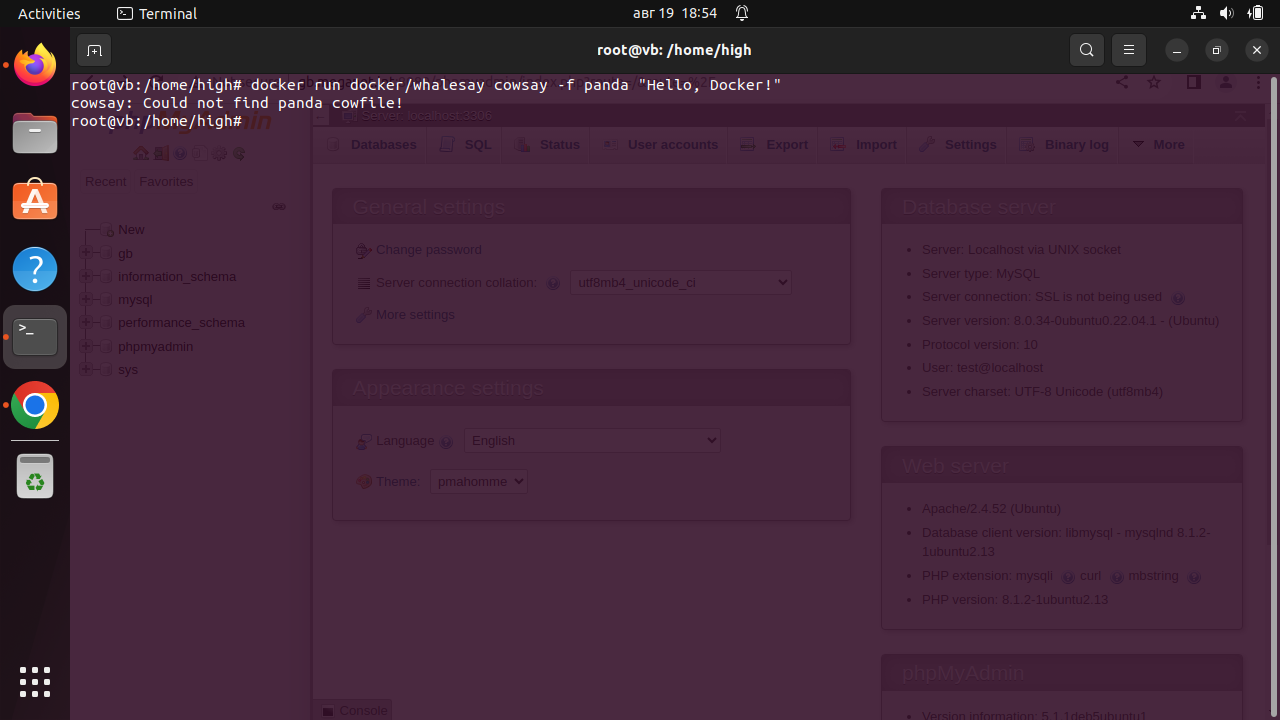 Activities
Terminal
авг 19 18:54
root@vb: /home/high
root@vb:/home/high# docker run docker/whalesay cowsay -f panda "Hello, Docker!"
cowsay: Could not find panda cowfile!
root@vb:/home/high#
Recent Favorites
New
gb
information_schema
mysql
performance_schema
phpmyadmin
sys
Server: localhost:3306
Databases
SQL
Status
User accounts
Export
Import
Settings
Binary log
More
General settings
Change password
Server connection collation:
utf8mb4_unicode_ci
More settings
Appearance settings
Language
English
Theme:
pmahomme
Database server
Server: Localhost via UNIX socket
Server type: MySQL
Server connection: SSL is not being used
Server version: 8.0.34-0ubuntu0.22.04.1 - (Ubuntu)
Protocol version: 10
User: test@localhost
Server charset: UTF-8 Unicode (utf8mb4)
Web server
Apache/2.4.52 (Ubuntu)
Database client version: libmysql - mysqlnd 8.1.2-
1ubuntu2.13
PHP extension: mysqli curl mbstring
PHP version: 8.1.2-1ubuntu2.13
phpMyAdmin
Version information: 5.1.1deb5ubuntu1
Console